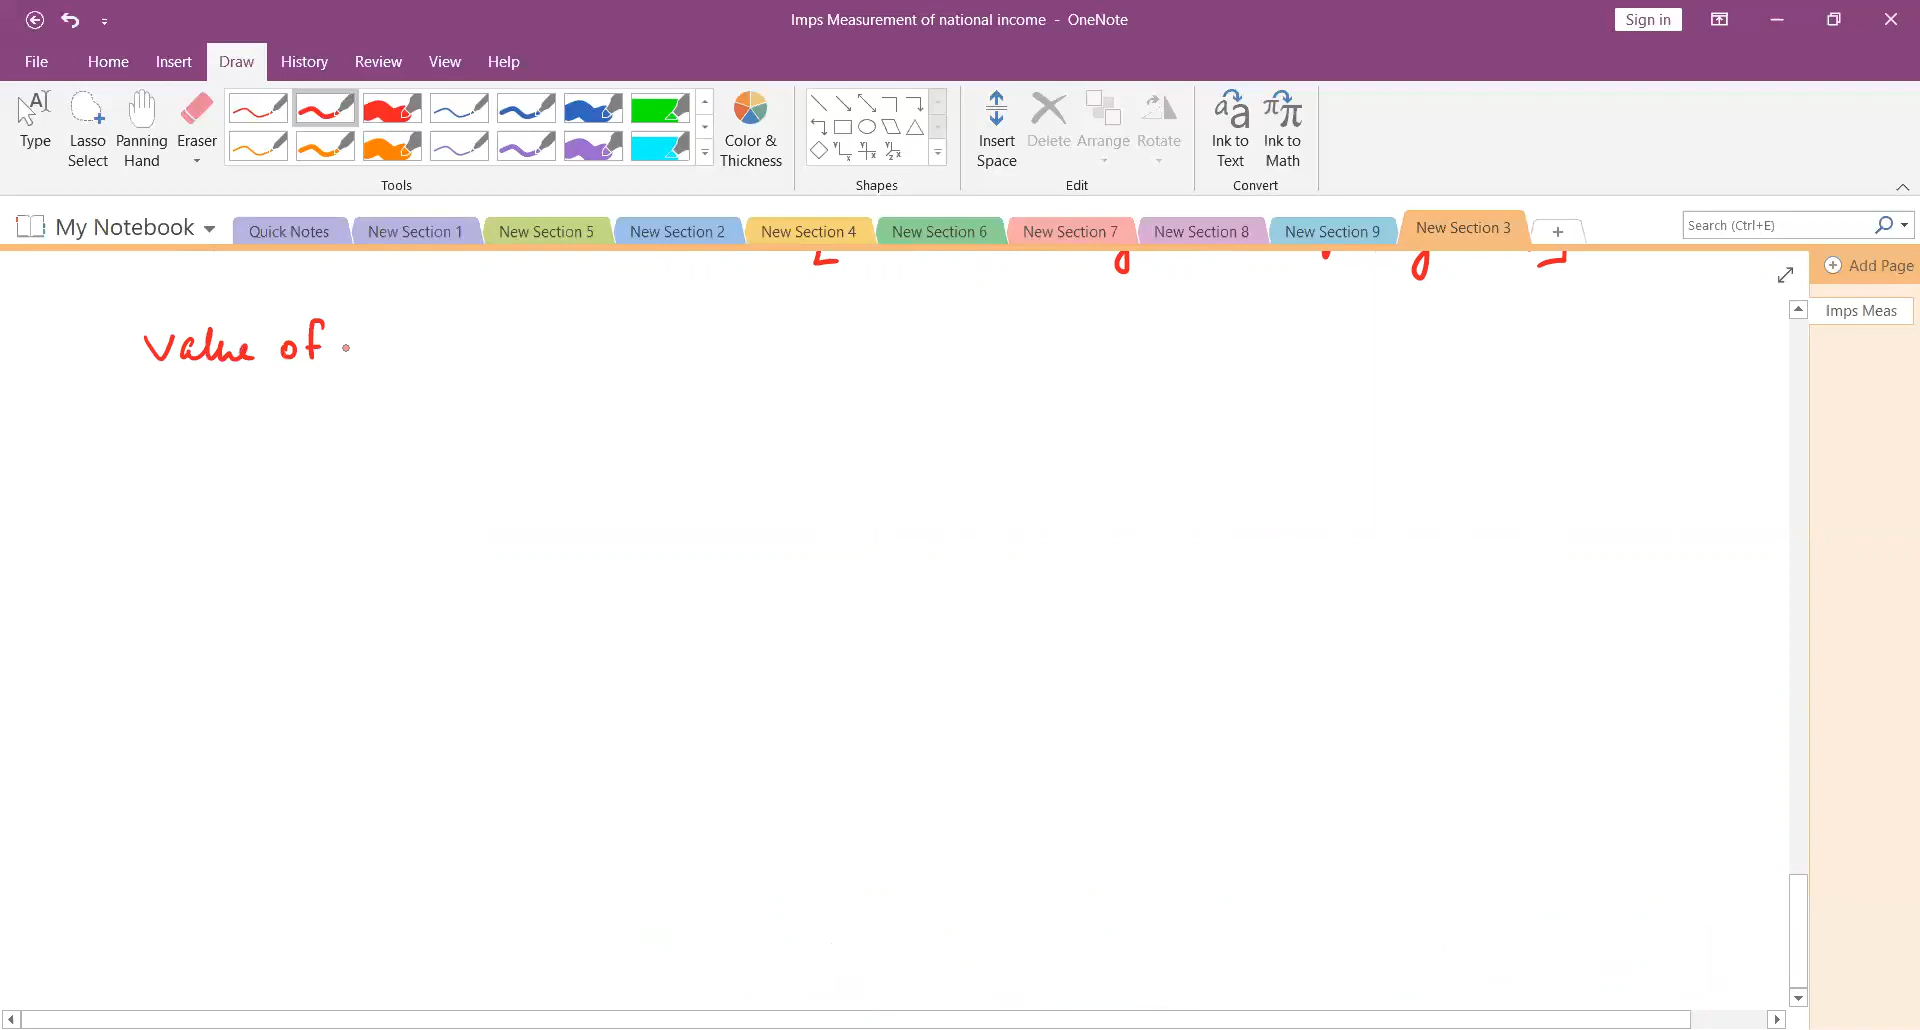 Imps Measurement of national income - OneNote
Sign in
File Home Insert Draw History Review View Help
Type
Lasso Select
Panning Hand
Eraser
Color & Thickness
Insert Space
Delete
Arrange
Rotate
Ink to Text
Ink to Math
Tools Shapes Edit Convert
My Notebook Quick Notes New Section 1 New Section 5 New Section 2 New Section 4 New Section 6 New Section 7 New Section 8 New Section 9 New Section 3 + Search (Ctrl+E)
Add Page
Imps Meas
Value of